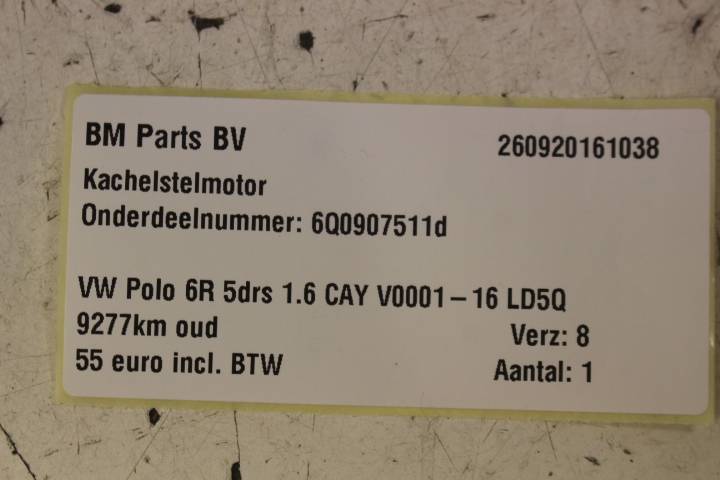 BM Parts BV 260920161038
Kachelstelmotor
Onderdeelnummer: 6Q0907511d
VW Polo 6R 5drs 1.6 CAY V0001-16 LD5Q
9277km oud Verz: 8
55 euro incl. BTW Aantal: 1